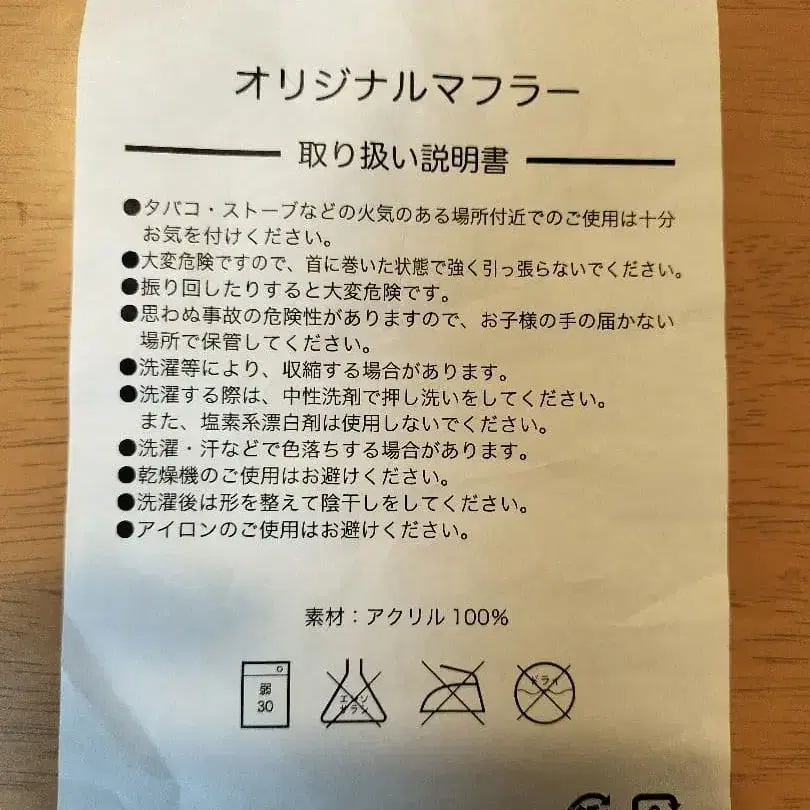 オリジナルマフラー
取り扱い説明書
●タバコ・ストーブなどの火気のある場所付近でのご使用は十分
お気を付けください。
●大変危険ですので、首に巻いた状態で強く引っ張らないでください。
●振り回したりすると大変危険です。
●思わぬ事故の危険性がありますので、お子様の手の届かない
場所で保管してください。
●洗濯等により、収縮する場合があります。
●洗濯する際は、中性洗剤で押し洗いをしてください。
また、塩素系漂白剤は使用しないでください。
●洗濯・汗などで色落ちする場合があります。
●乾燥機のご使用はお避けください。
●洗濯後は形を整えて陰干しをしてください。
●アイロンのご使用はお避けください。
素材：アクリル 100%
弱
30
エンソ
サラシ
ドライ